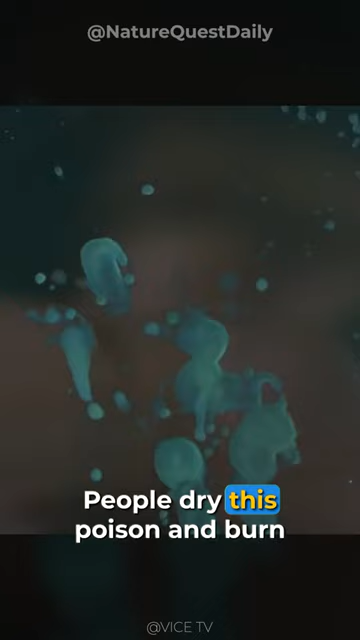 @NatureQuestDaily
People dry this
poison and burn
@VICE TV